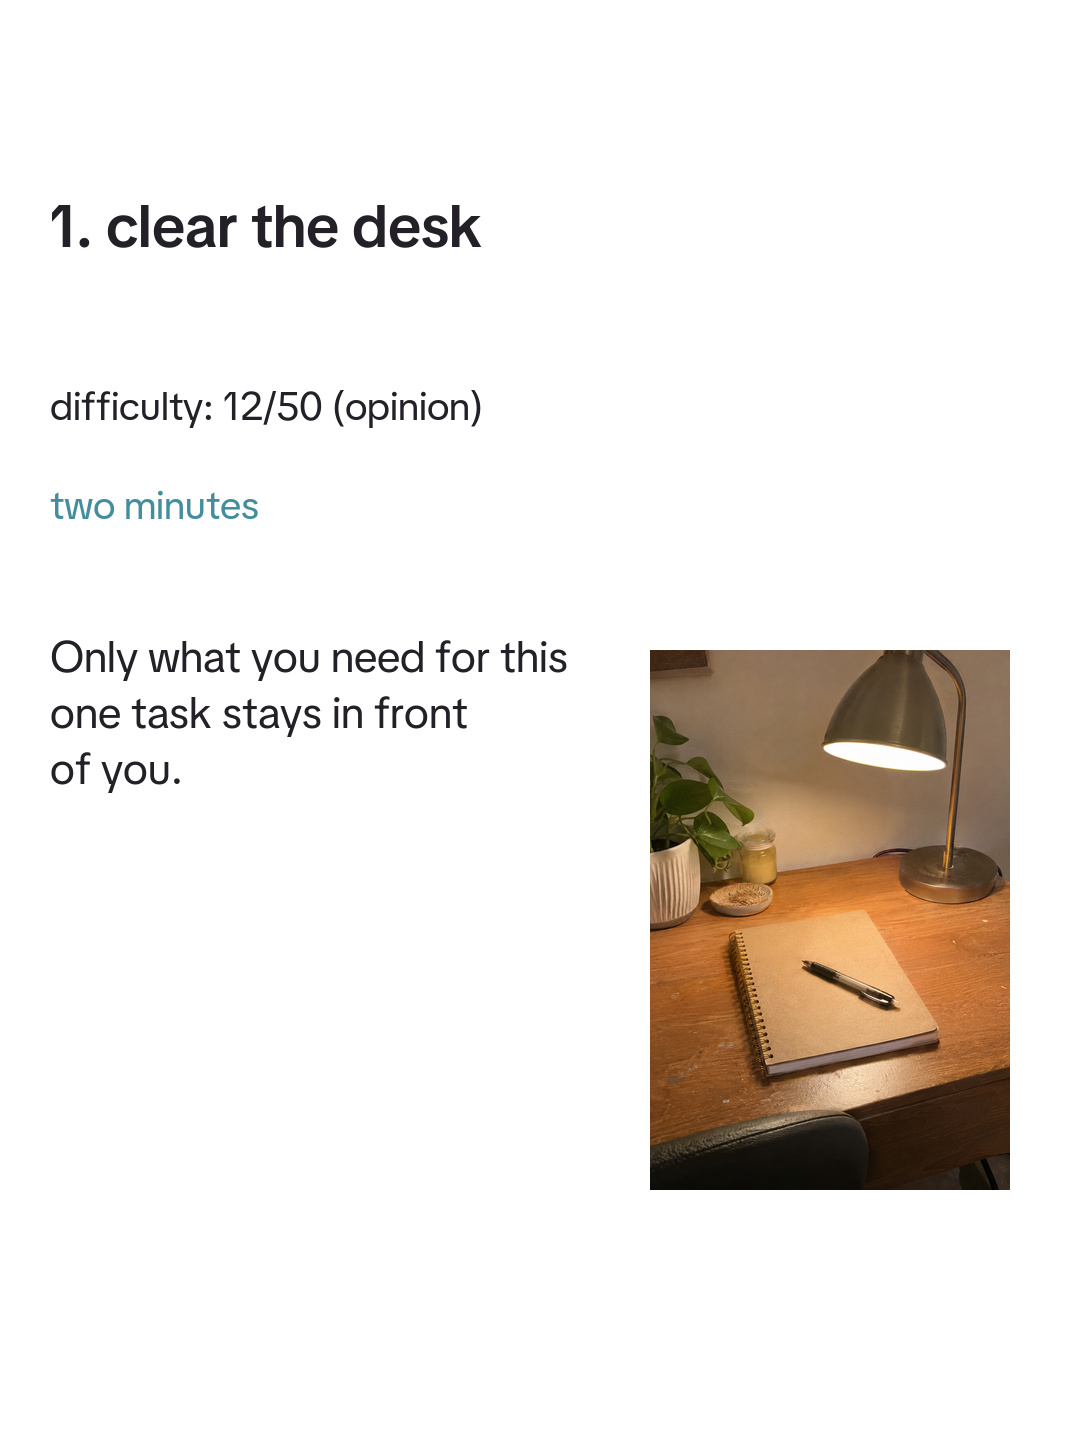 1. clear the desk
difficulty: 12/50 (opinion)
two minutes
Only what you need for this
one task stays in front
of you.